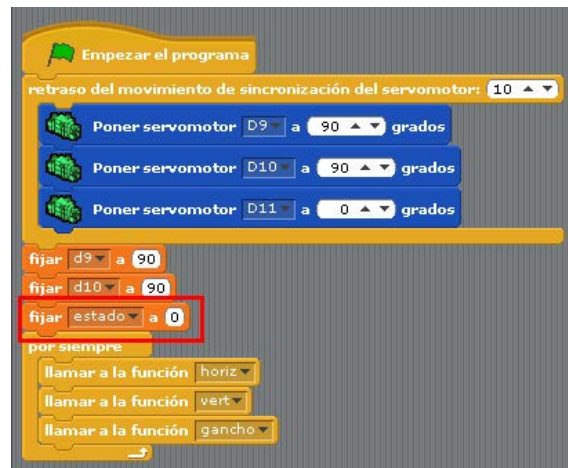 Empezar el programa
retraso del movimiento de sincronización del servomotor: 10
Poner servomotor D9 a 90 grados
Poner servomotor D10 a 90 grados
Poner servomotor D11 a 0 grados
fijar d9 a 90
fijar d10 a 90
fijar estado a 0
por siempre
llamar a la función horiz
llamar a la función vert
llamar a la función gancho